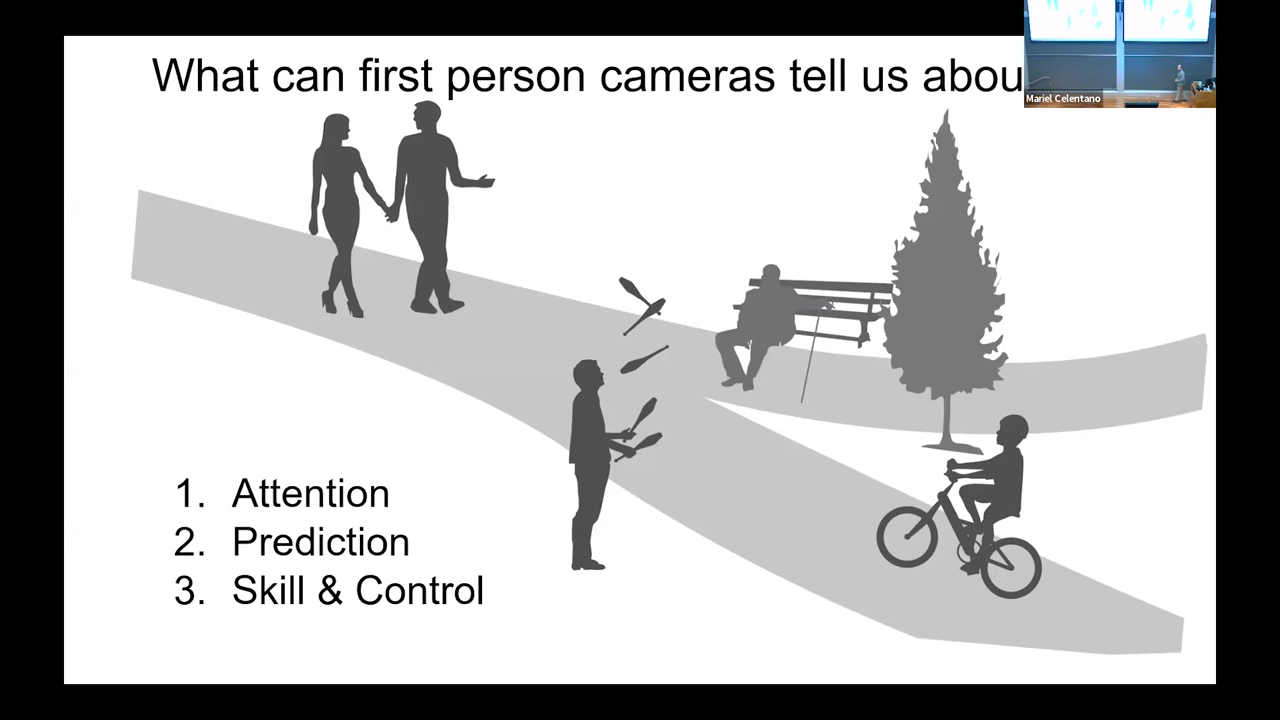 What can first person cameras tell us abou
Mariel Celentano
1. Attention
2. Prediction
3. Skill & Control